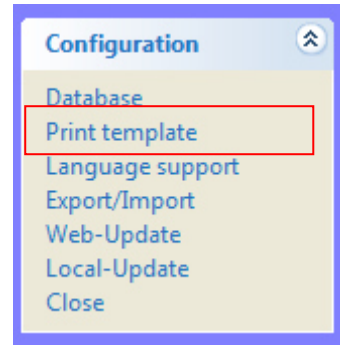 Configuration
Database
Print template
Language support
Export/Import
Web-Update
Local-Update
Close